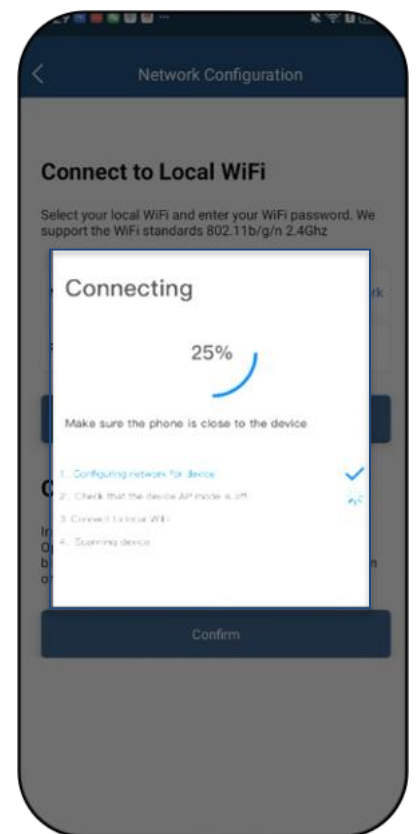 Network Configuration
Connect to Local WiFi
Select your local WiFi and enter your WiFi password. We
support the WiFi standards 802.11b/g/n 2.4Ghz
Connecting
25%
Make sure the phone is close to the device
1. Configuring network for device
2. Check that the device AP mode is off
3. Connect to local WiFi
4. Scanning device
Confirm